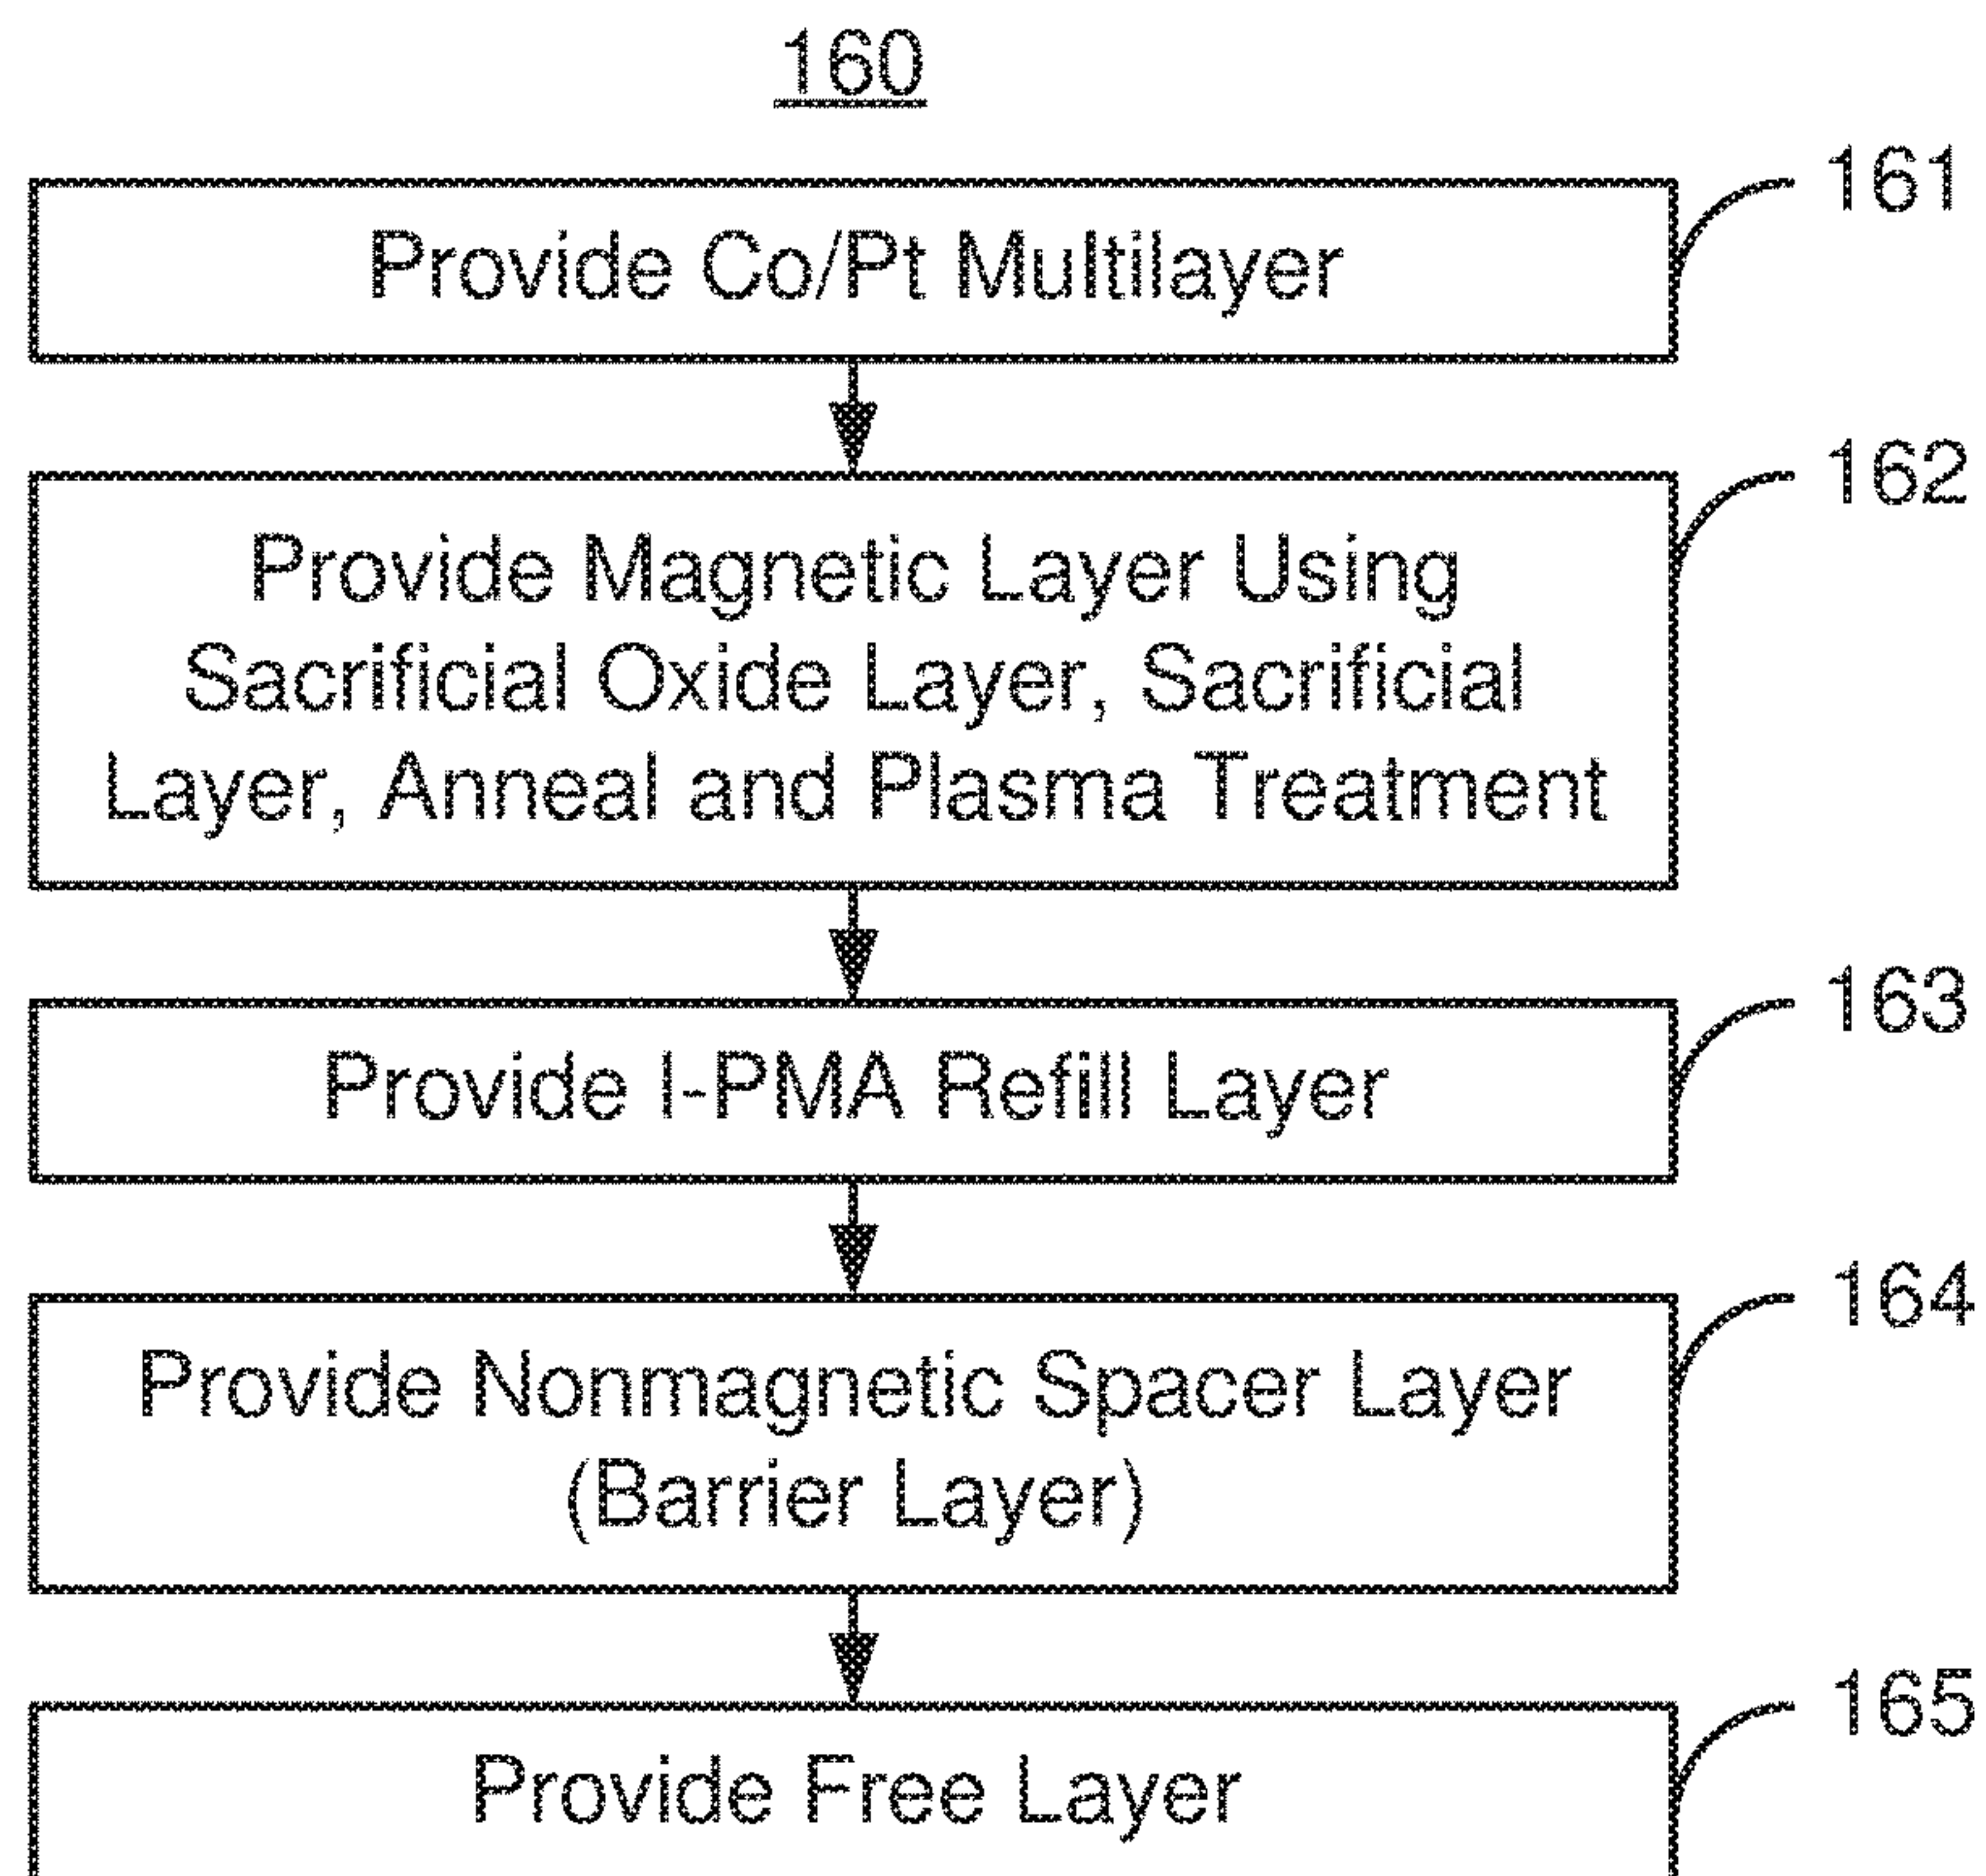 160
161
Provide Co/Pt Multilayer
162
Provide Magnetic Layer Using
Sacrificial Oxide Layer, Sacrificial
Layer, Anneal and Plasma Treatment
163
Provide I-PMA Refill Layer
164
Provide Nonmagnetic Spacer Layer
(Barrier Layer)
165
Provide Free Layer